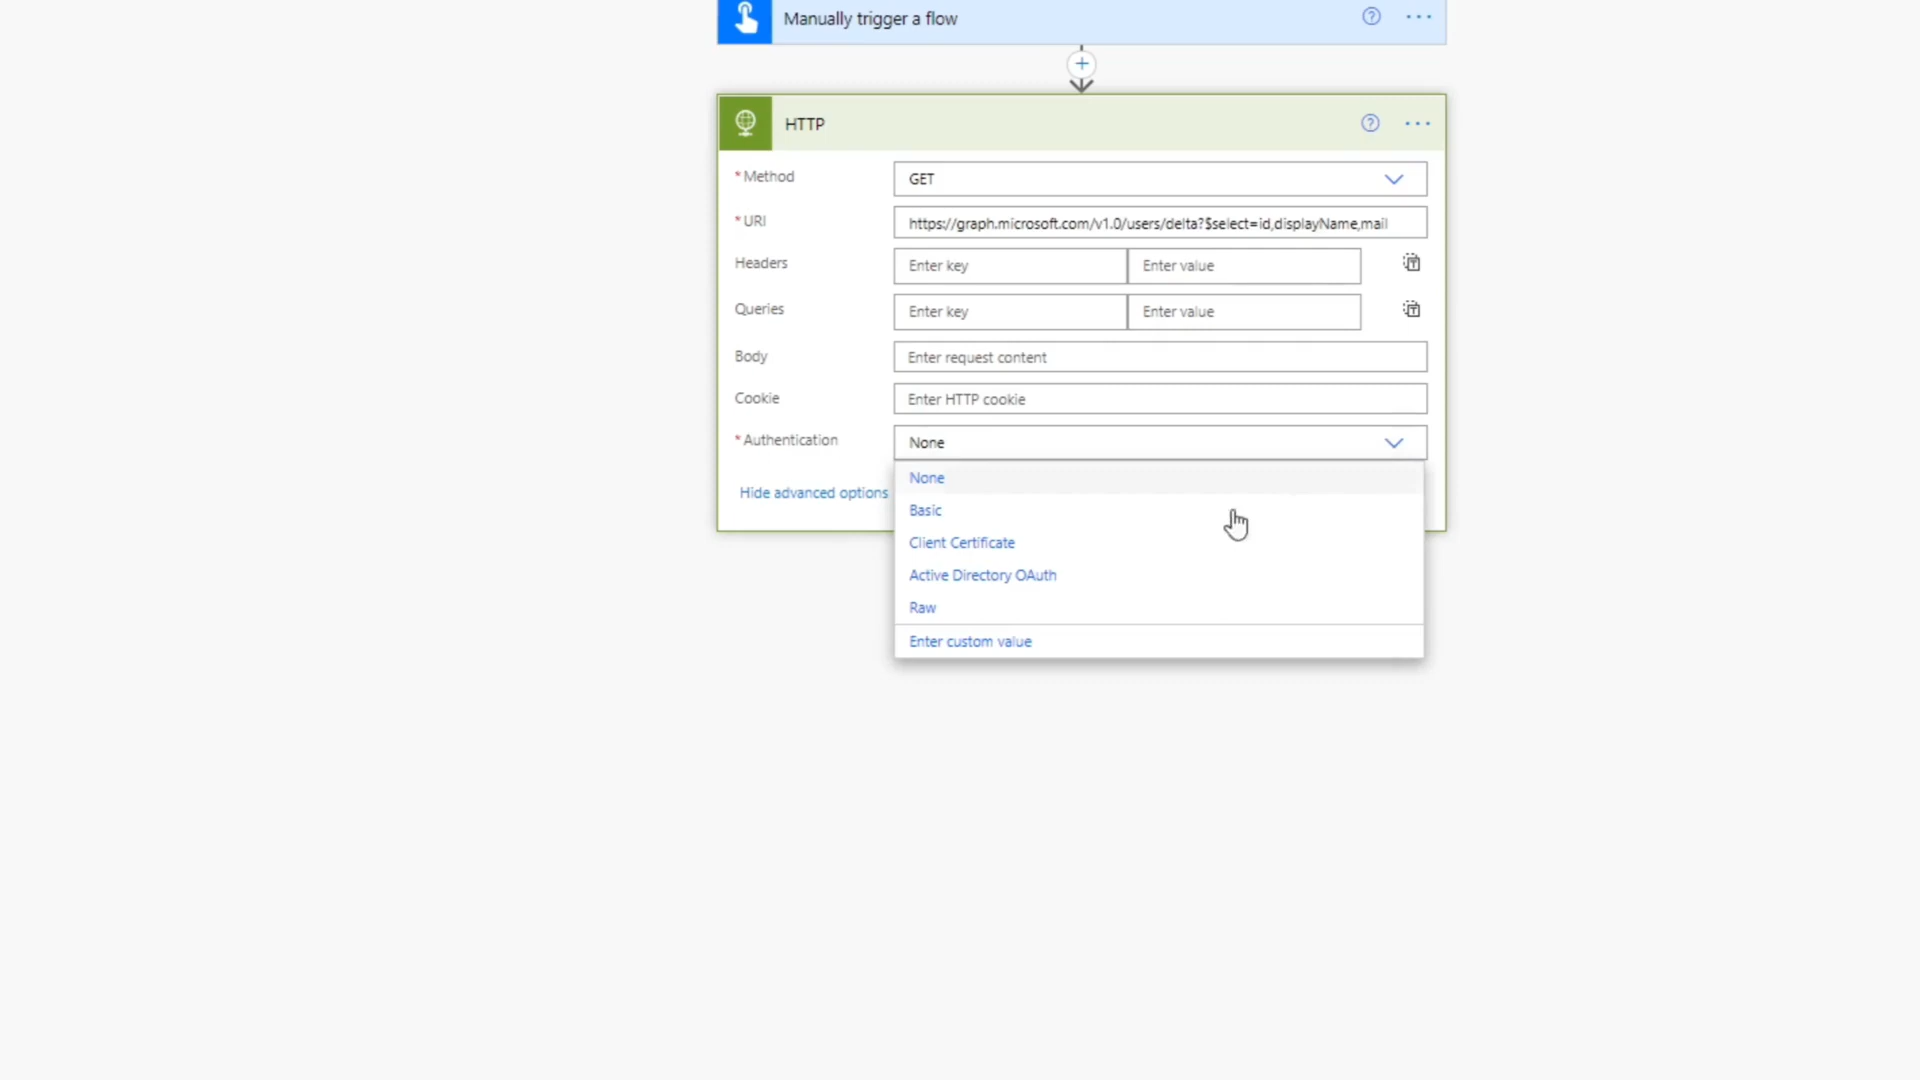 Manually trigger a flow
HTTP
* Method
GET
* URI
https://graph.microsoft.com/v1.0/users/delta?$select=id,displayName,mail
Headers
Enter key
Enter value
Queries
Enter key
Enter value
Body
Enter request content
Cookie
Enter HTTP cookie
* Authentication
None
Hide advanced options
None
Basic
Client Certificate
Active Directory OAuth
Raw
Enter custom value